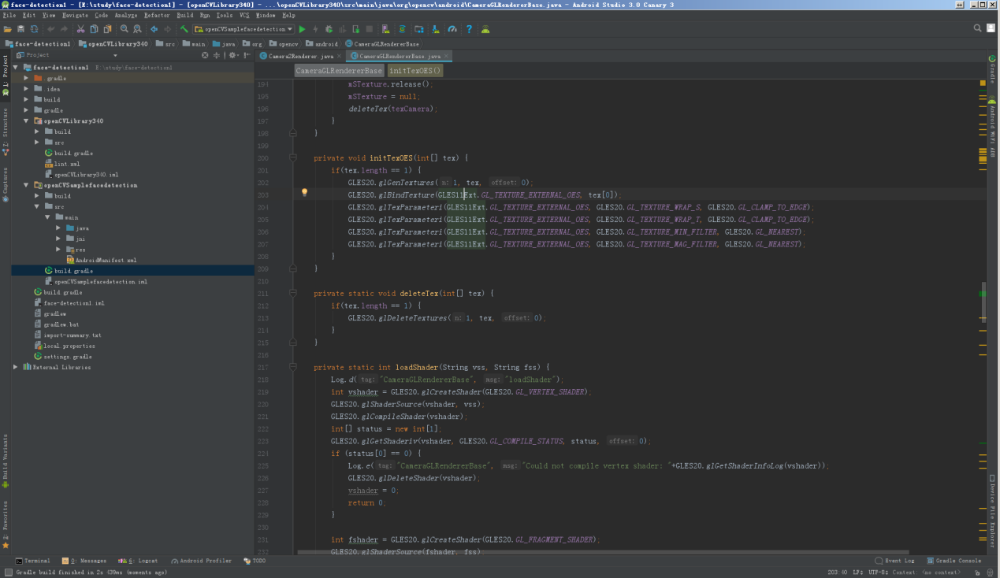 face-detection1 - [E:\study\face-detection1] - [openCVLibrary340] - ...\openCVLibrary340\src\main\java\org\opencv\android\CameraGLRendererBase.java - Android Studio 3.0 Canary 3
File Edit View Navigate Code Analyze Refactor Build Run Tools VCS Window Help
openCVSamplefacedetection
face-detection1 openCVLibrary340 src main java org opencv android CameraGLRendererBase
Project
Camera2Renderer.java × CameraGLRendererBase.java ×
CameraGLRendererBase initTexOES()
face-detection1 E:\study\face-detection1
.gradle
.idea
build
gradle
openCVLibrary340
build
src
build.gradle
lint.xml
openCVLibrary340.iml
openCVSamplefacedetection
build
src
main
java
jni
res
AndroidManifest.xml
build.gradle
openCVSamplefacedetection.iml
build.gradle
face-detection1.iml
gradlew
gradlew.bat
import-summary.txt
local.properties
settings.gradle
External Libraries
1: Project
7: Structure
Captures
Build Variants
2: Favorites
194 mSTexture.release();
195 mSTexture = null;
196 deleteTex(texCamera);
197 }
198 }
199
200 private void initTexOES(int[] tex) {
201 if(tex.length == 1) {
202 GLES20.glGenTextures( n: 1, tex, offset: 0);
203 GLES20.glBindTexture(GLES11Ext.GL_TEXTURE_EXTERNAL_OES, tex[0]);
204 GLES20.glTexParameteri(GLES11Ext.GL_TEXTURE_EXTERNAL_OES, GLES20.GL_TEXTURE_WRAP_S, GLES20.GL_CLAMP_TO_EDGE);
205 GLES20.glTexParameteri(GLES11Ext.GL_TEXTURE_EXTERNAL_OES, GLES20.GL_TEXTURE_WRAP_T, GLES20.GL_CLAMP_TO_EDGE);
206 GLES20.glTexParameteri(GLES11Ext.GL_TEXTURE_EXTERNAL_OES, GLES20.GL_TEXTURE_MIN_FILTER, GLES20.GL_NEAREST);
207 GLES20.glTexParameteri(GLES11Ext.GL_TEXTURE_EXTERNAL_OES, GLES20.GL_TEXTURE_MAG_FILTER, GLES20.GL_NEAREST);
208 }
209 }
210
211 private static void deleteTex(int[] tex) {
212 if(tex.length == 1) {
213 GLES20.glDeleteTextures( n: 1, tex, offset: 0);
214 }
215 }
216
217 private static int loadShader(String vss, String fss) {
218 Log.d( tag: "CameraGLRendererBase", msg: "loadShader");
219 int vshader = GLES20.glCreateShader(GLES20.GL_VERTEX_SHADER);
220 GLES20.glShaderSource(vshader, vss);
221 GLES20.glCompileShader(vshader);
222 int[] status = new int[1];
223 GLES20.glGetShaderiv(vshader, GLES20.GL_COMPILE_STATUS, status, offset: 0);
224 if (status[0] == 0) {
225 Log.e( tag: "CameraGLRendererBase", msg: "Could not compile vertex shader: "+GLES20.glGetShaderInfoLog(vshader));
226 GLES20.glDeleteShader(vshader);
227 vshader = 0;
228 return 0;
229 }
230
231 int fshader = GLES20.glCreateShader(GLES20.GL_FRAGMENT_SHADER);
232 GLES20.glShaderSource(fshader, fss)
Gradle
Android WiFi ADB
Device File Explorer
Terminal 0: Messages 6: Logcat Android Profiler TODO Event Log Gradle Console
Gradle build finished in 2s 439ms (moments ago) 203:40 LF÷ UTF-8÷ Context: <no context>